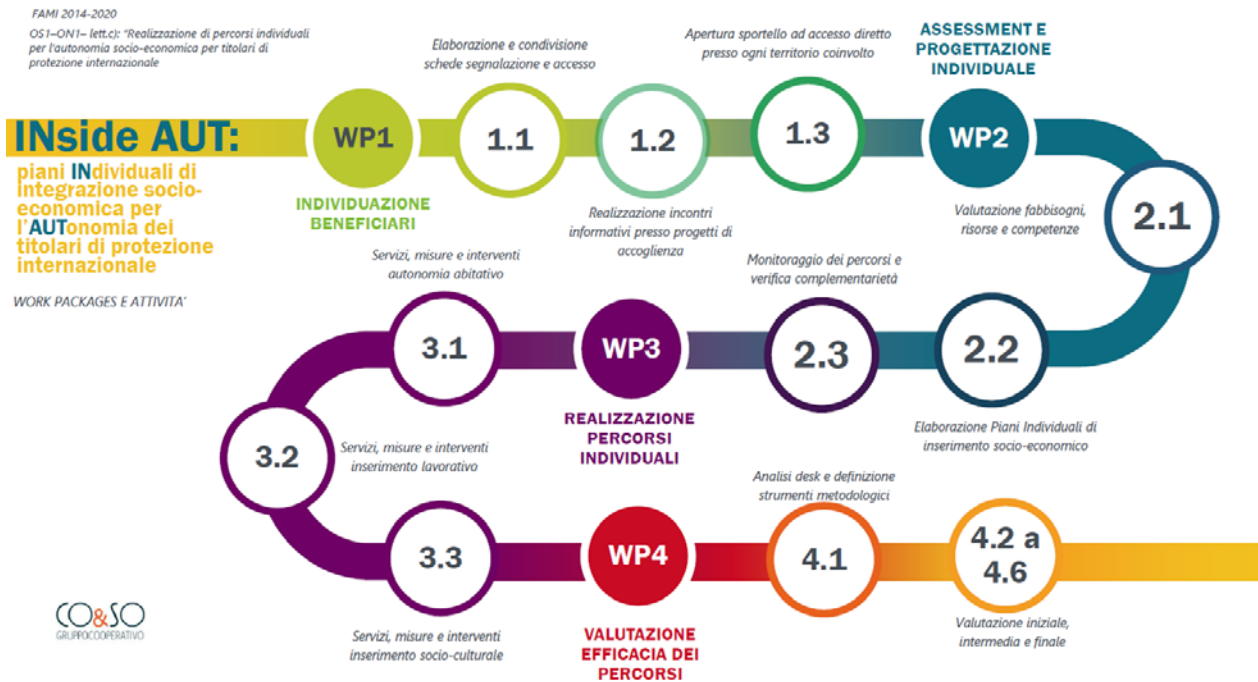 FAMI 2014-2020
OS1–ON1– lett.c): "Realizzazione di percorsi individuali
per l'autonomia socio-economica per titolari di
protezione internazionale
INside AUT:
piani INdividuali di
integrazione socio-
economica per
l'AUTonomia dei
titolari di protezione
internazionale
WORK PACKAGES E ATTIVITA'
WP1
INDIVIDUAZIONE
BENEFICIARI
Elaborazione e condivisione
schede segnalazione e accesso
1.1
1.2
Realizzazione incontri
informativi presso progetti di
accoglienza
Apertura sportello ad accesso diretto
presso ogni territorio coinvolto
1.3
ASSESSMENT E
PROGETTAZIONE
INDIVIDUALE
WP2
Valutazione fabbisogni,
risorse e competenze
2.1
2.2
Elaborazione Piani Individuali di
inserimento socio-economico
Monitoraggio dei percorsi e
verifica complementarietà
2.3
WP3
REALIZZAZIONE
PERCORSI
INDIVIDUALI
Servizi, misure e interventi
autonomia abitativo
3.1
3.2
Servizi, misure e interventi
inserimento lavorativo
3.3
Servizi, misure e interventi
inserimento socio-culturale
WP4
VALUTAZIONE
EFFICACIA DEI
PERCORSI
Analisi desk e definizione
strumenti metodologici
4.1
4.2 a
4.6
Valutazione iniziale,
intermedia e finale
CO&SO
GRUPPOCOOPERATIVO